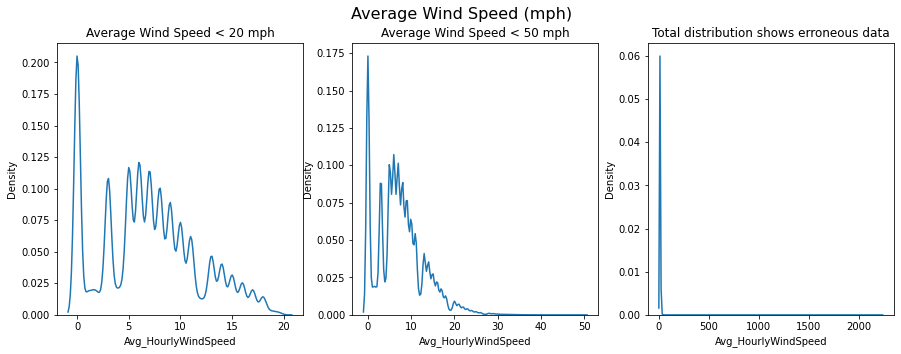 Average Wind Speed (mph)
Average Wind Speed < 20 mph
0.200
0.175
0.150
0.125
0.100
0.075
0.050
0.025
0.000
Density
0 5 10 15 20
Avg_HourlyWindSpeed
Average Wind Speed < 50 mph
0.175
0.150
0.125
0.100
0.075
0.050
0.025
0.000
Density
0 10 20 30 40 50
Avg_HourlyWindSpeed
Total distribution shows erroneous data
0.06
0.05
0.04
0.03
0.02
0.01
0.00
Density
0 500 1000 1500 2000
Avg_HourlyWindSpeed